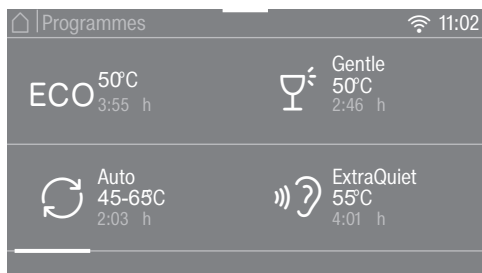 Programmes 11:02
ECO 50°C
3:55 h
Gentle
50°C
2:46 h
Auto
45-65°C
2:03 h
ExtraQuiet
55°C
4:01 h